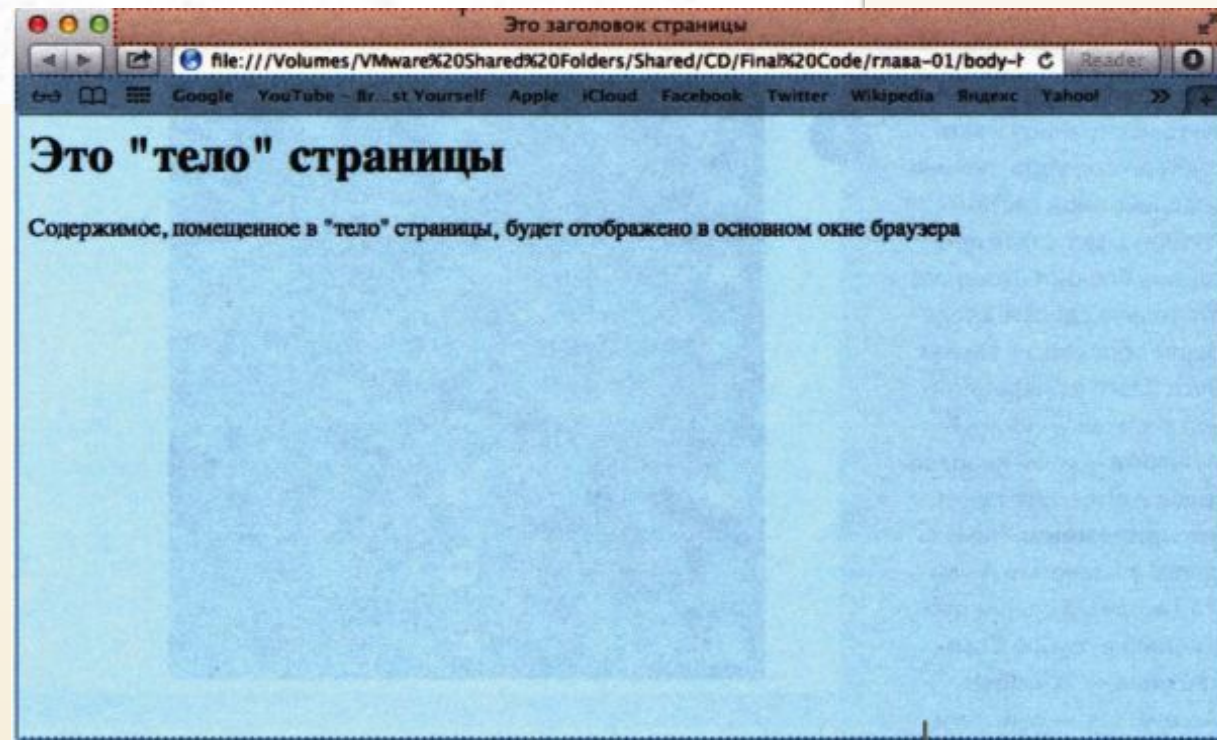 Это заголовок страницы
file:///Volumes/VMware%20Shared%20Folders/Shared/CD/Final%20Code/глава-01/body-h Reader
Google YouTube – Br...st Yourself Apple iCloud Facebook Twitter Wikipedia Яндекс Yahoo!
Это "тело" страницы
Содержимое, помещенное в "тело" страницы, будет отображено в основном окне браузера